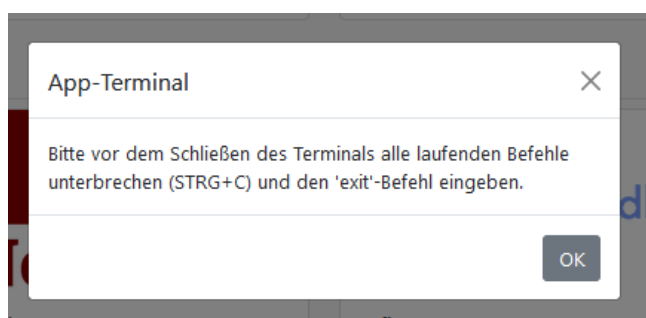 App-Terminal
Bitte vor dem Schließen des Terminals alle laufenden Befehle
unterbrechen (STRG+C) und den 'exit'-Befehl eingeben.
OK